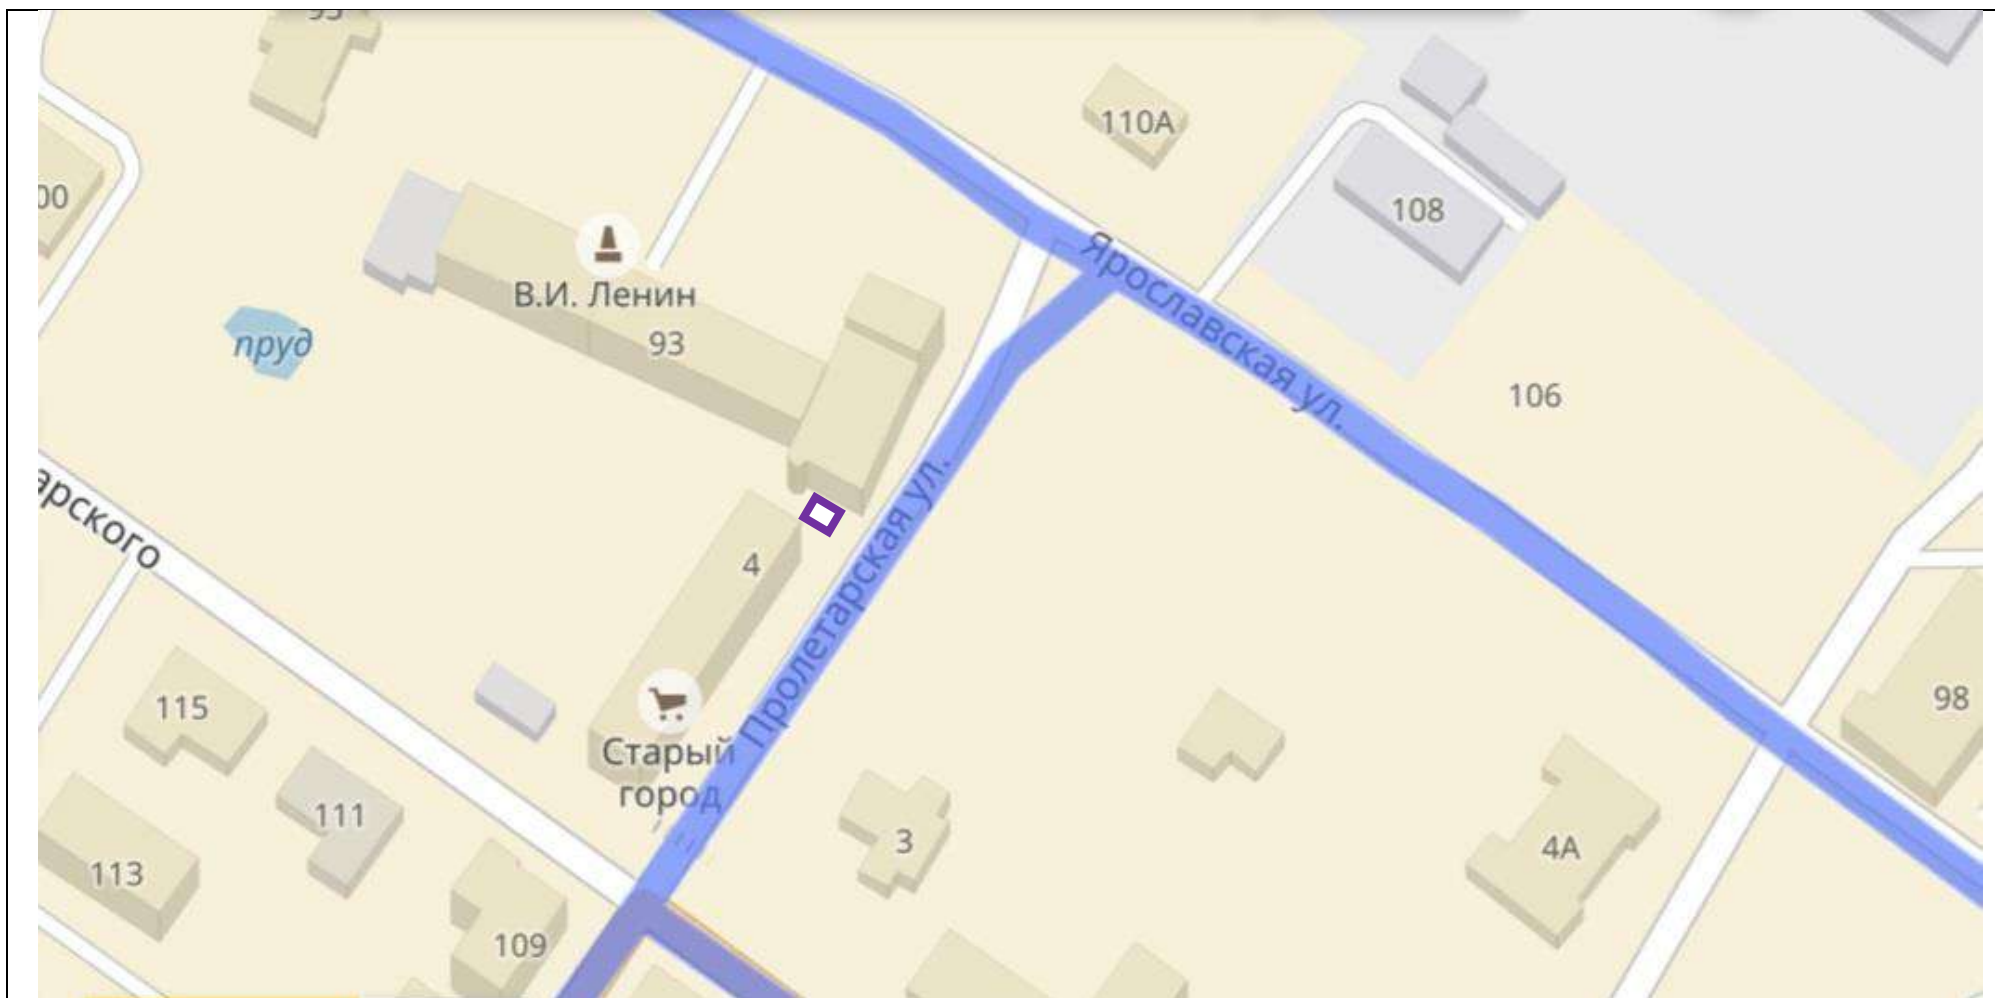 110А
108
00
Ярославская ул.
В.И. Ленин
93
пруд
106
арского
4
Пролетарская ул.
115
Старый
город
98
111
3
4А
113
109